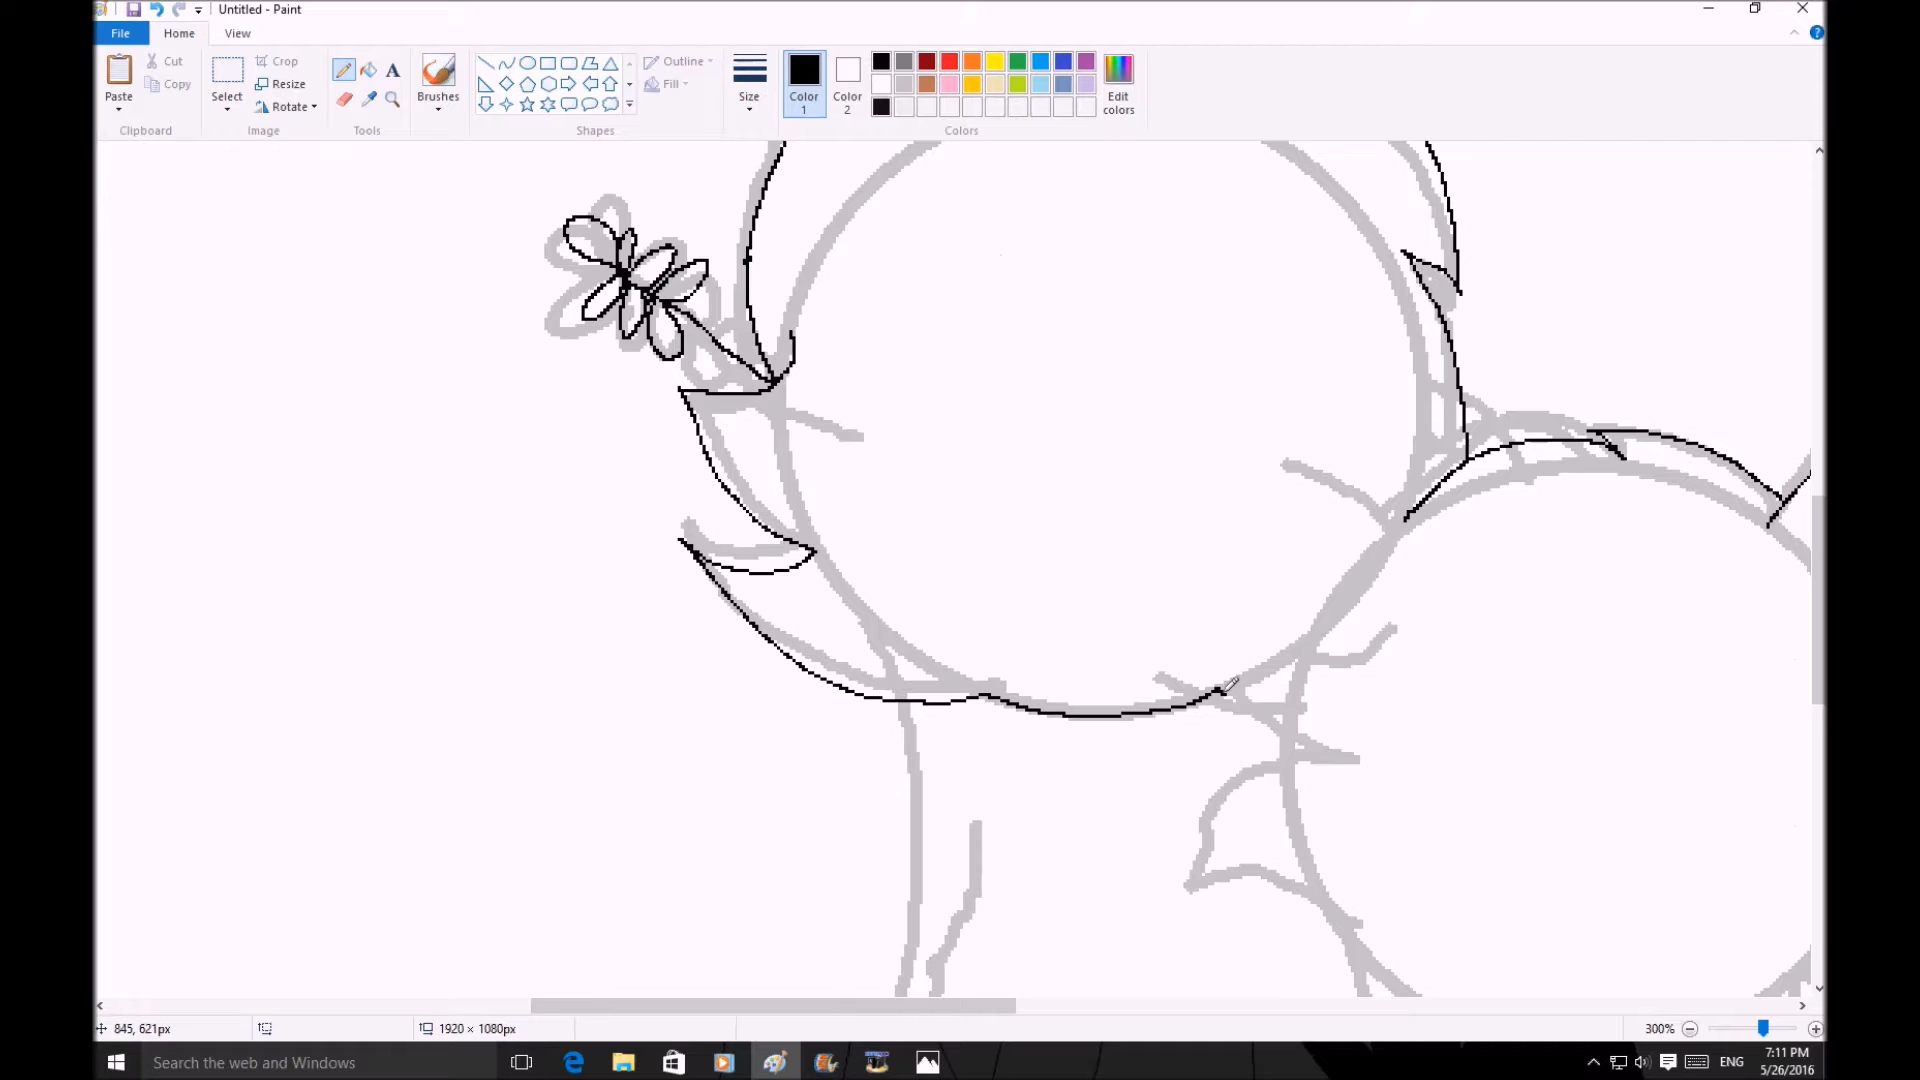 Untitled - Paint
File Home View
Paste Cut Copy Clipboard
Select Crop Resize Rotate Image
A Tools
Brushes
Outline Fill Shapes
Size
Color 1 Color 2 Edit colors Colors
845, 621px 1920 × 1080px 300%
Search the web and Windows ENG 7:11 PM
5/26/2016